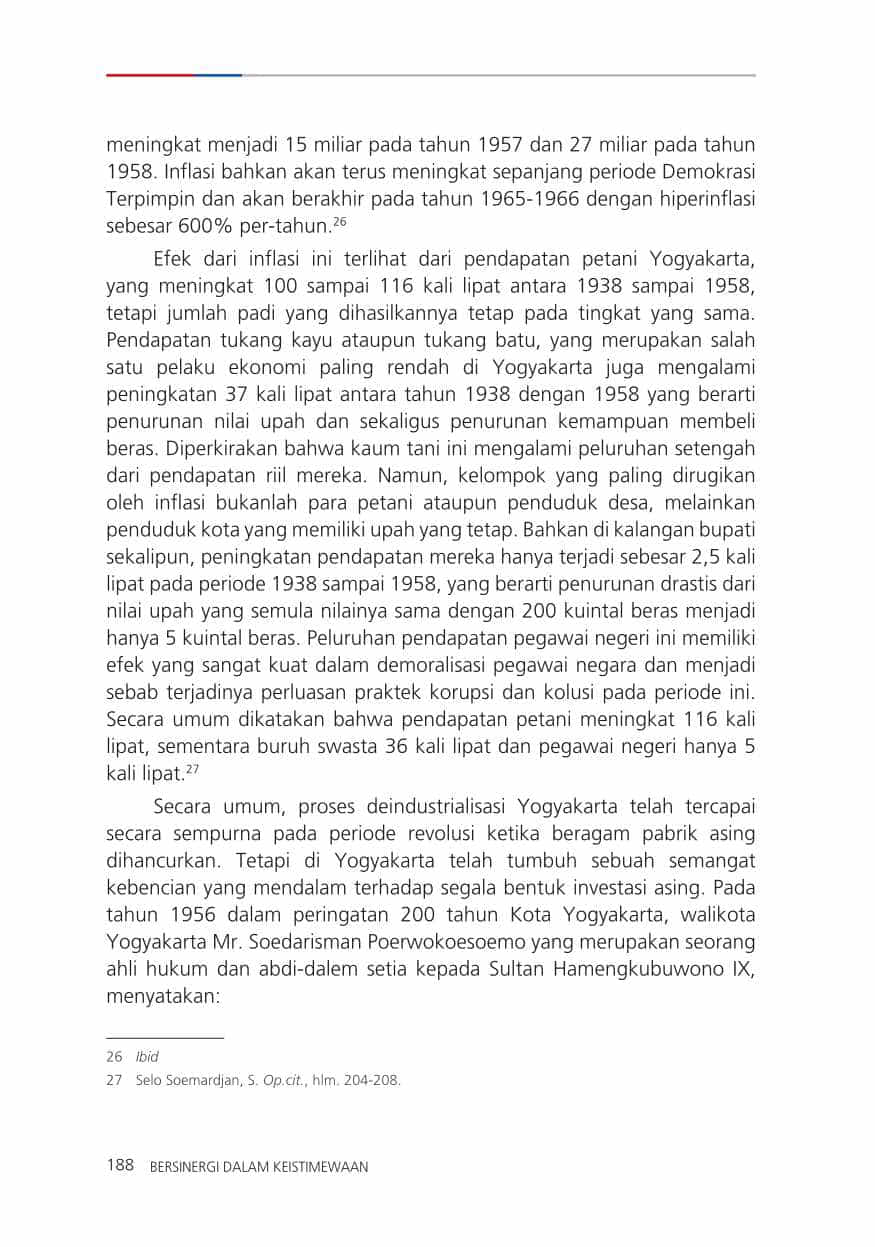 meningkat menjadi 15 miliar pada tahun 1957 dan 27 miliar pada tahun
1958. Inflasi bahkan akan terus meningkat sepanjang periode Demokrasi
Terpimpin dan akan berakhir pada tahun 1965-1966 dengan hiperinflasi
sebesar 600% per-tahun.26
Efek dari inflasi ini terlihat dari pendapatan petani Yogyakarta,
yang meningkat 100 sampai 116 kali lipat antara 1938 sampai 1958,
tetapi jumlah padi yang dihasilkannya tetap pada tingkat yang sama.
Pendapatan tukang kayu ataupun tukang batu, yang merupakan salah
satu pelaku ekonomi paling rendah di Yogyakarta juga mengalami
peningkatan 37 kali lipat antara tahun 1938 dengan 1958 yang berarti
penurunan nilai upah dan sekaligus penurunan kemampuan membeli
beras. Diperkirakan bahwa kaum tani ini mengalami peluruhan setengah
dari pendapatan riil mereka. Namun, kelompok yang paling dirugikan
oleh inflasi bukanlah para petani ataupun penduduk desa, melainkan
penduduk kota yang memiliki upah yang tetap. Bahkan di kalangan bupati
sekalipun, peningkatan pendapatan mereka hanya terjadi sebesar 2,5 kali
lipat pada periode 1938 sampai 1958, yang berarti penurunan drastis dari
nilai upah yang semula nilainya sama dengan 200 kuintal beras menjadi
hanya 5 kuintal beras. Peluruhan pendapatan pegawai negeri ini memiliki
efek yang sangat kuat dalam demoralisasi pegawai negara dan menjadi
sebab terjadinya perluasan praktek korupsi dan kolusi pada periode ini.
Secara umum dikatakan bahwa pendapatan petani meningkat 116 kali
lipat, sementara buruh swasta 36 kali lipat dan pegawai negeri hanya 5
kali lipat.27
Secara umum, proses deindustrialisasi Yogyakarta telah tercapai
secara sempurna pada periode revolusi ketika beragam pabrik asing
dihancurkan. Tetapi di Yogyakarta telah tumbuh sebuah semangat
kebencian yang mendalam terhadap segala bentuk investasi asing. Pada
tahun 1956 dalam peringatan 200 tahun Kota Yogyakarta, walikota
Yogyakarta Mr. Soedarisman Poerwokoesoemo yang merupakan seorang
ahli hukum dan abdi-dalem setia kepada Sultan Hamengkubuwono IX,
menyatakan:
26 Ibid
27 Selo Soemardjan, S. Op.cit., hlm. 204-208.
188 BERSINERGI DALAM KEISTIMEWAAN